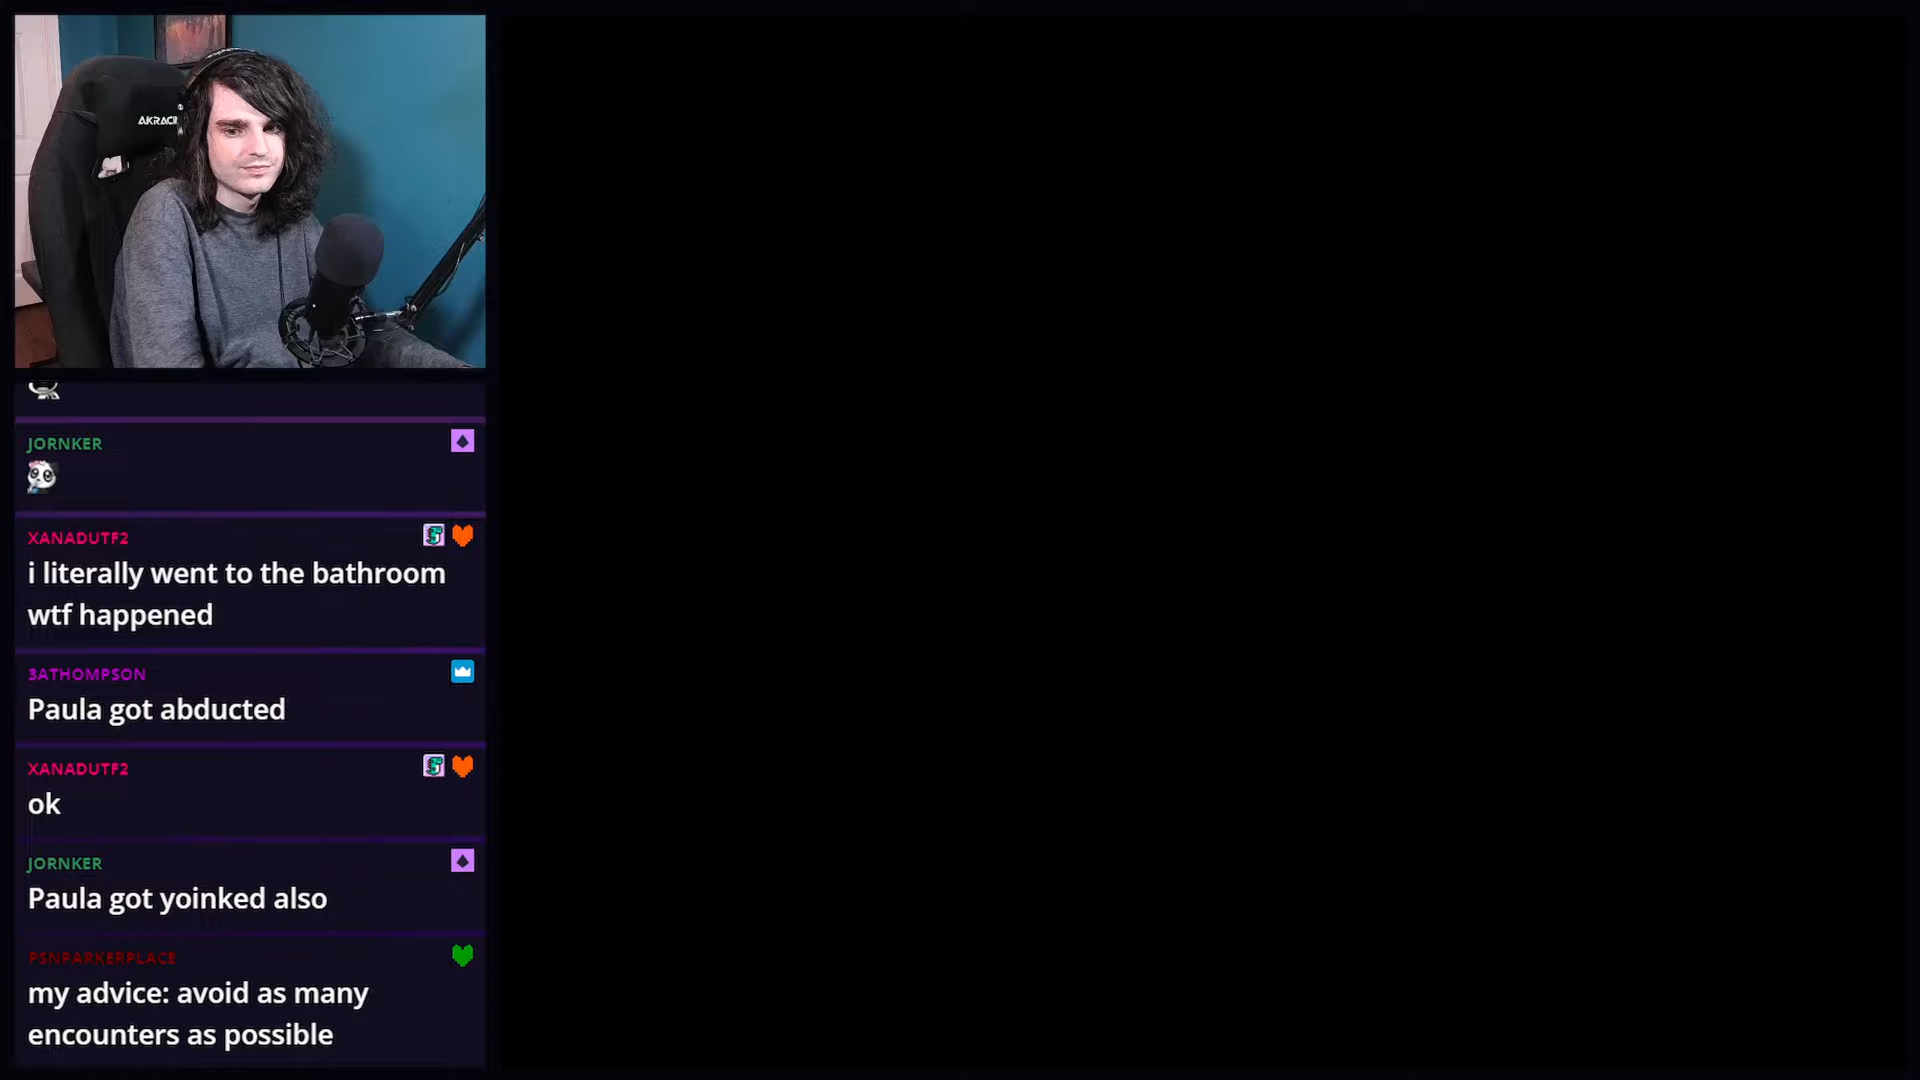 AKRACI
JORNKER
XANADUTF2
i literally went to the bathroom
wtf happened
3ATHOMPSON
Paula got abducted
XANADUTF2
ok
JORNKER
Paula got yoinked also
PSNPARKERPLACE
my advice: avoid as many
encounters as possible